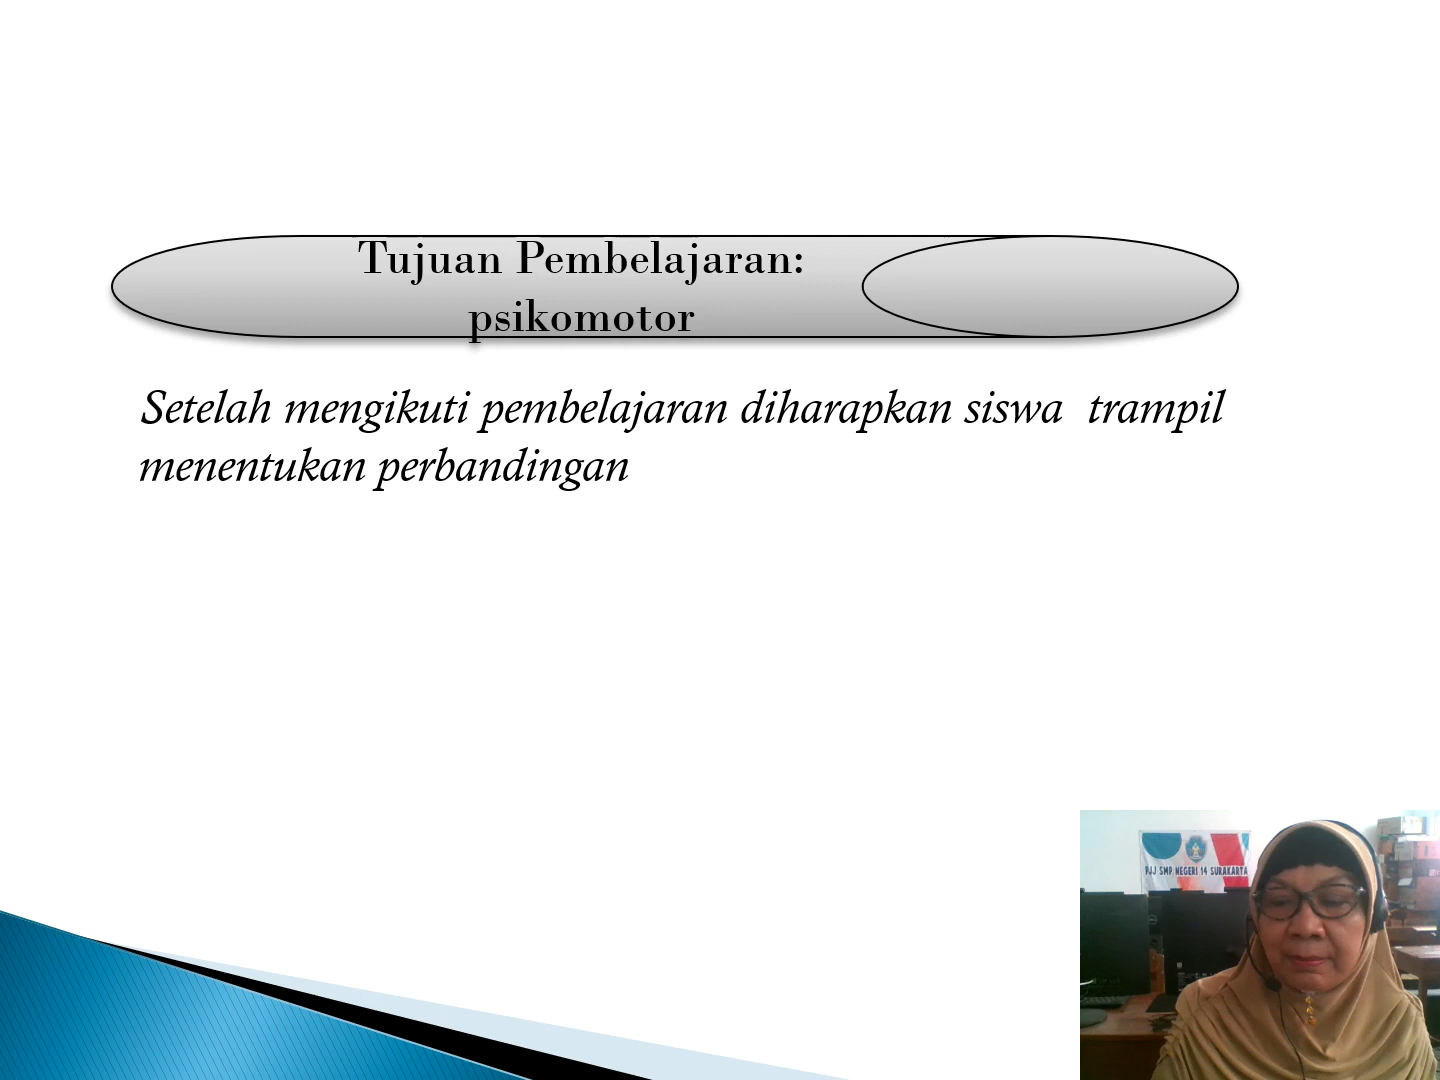 Tujuan Pembelajaran:
psikomotor
Setelah mengikuti pembelajaran diharapkan siswa  trampil
menentukan perbandingan
PJJ SMP NEGERI 14 SURAKARTA